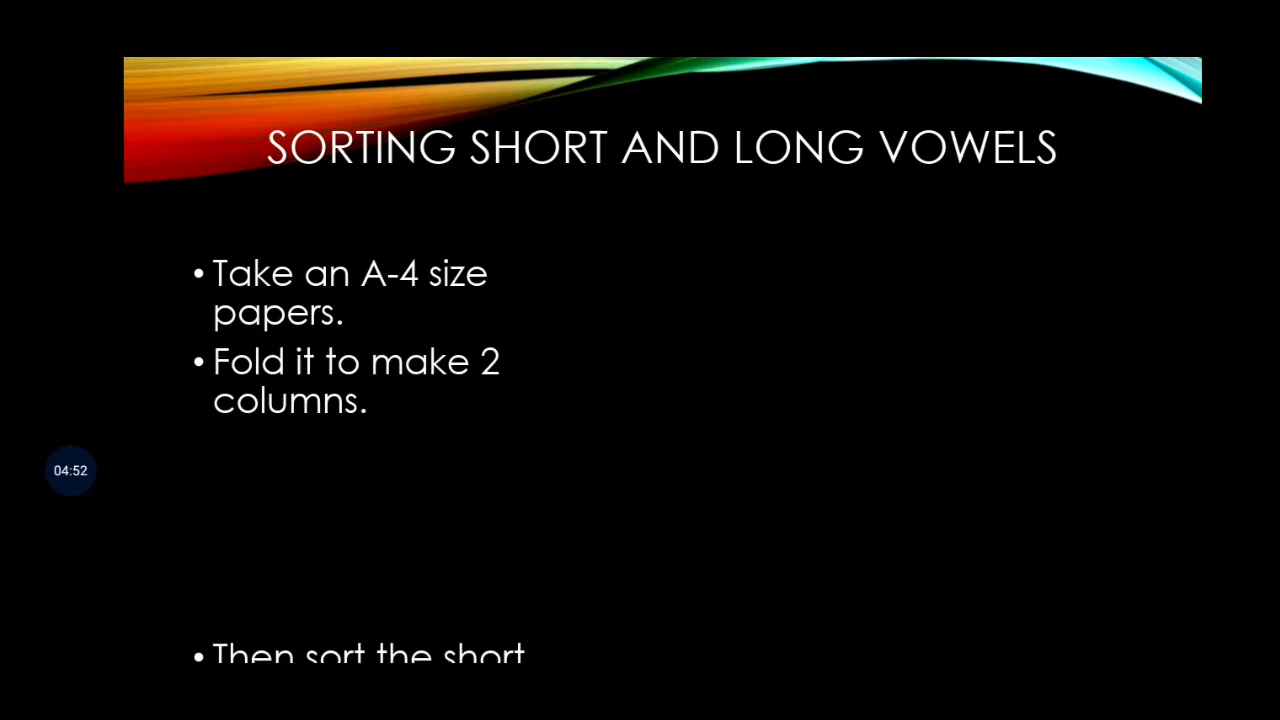 SORTING SHORT AND LONG VOWELS
• Take an A-4 size
papers.
• Fold it to make 2
columns.
04:52
• Then sort the short